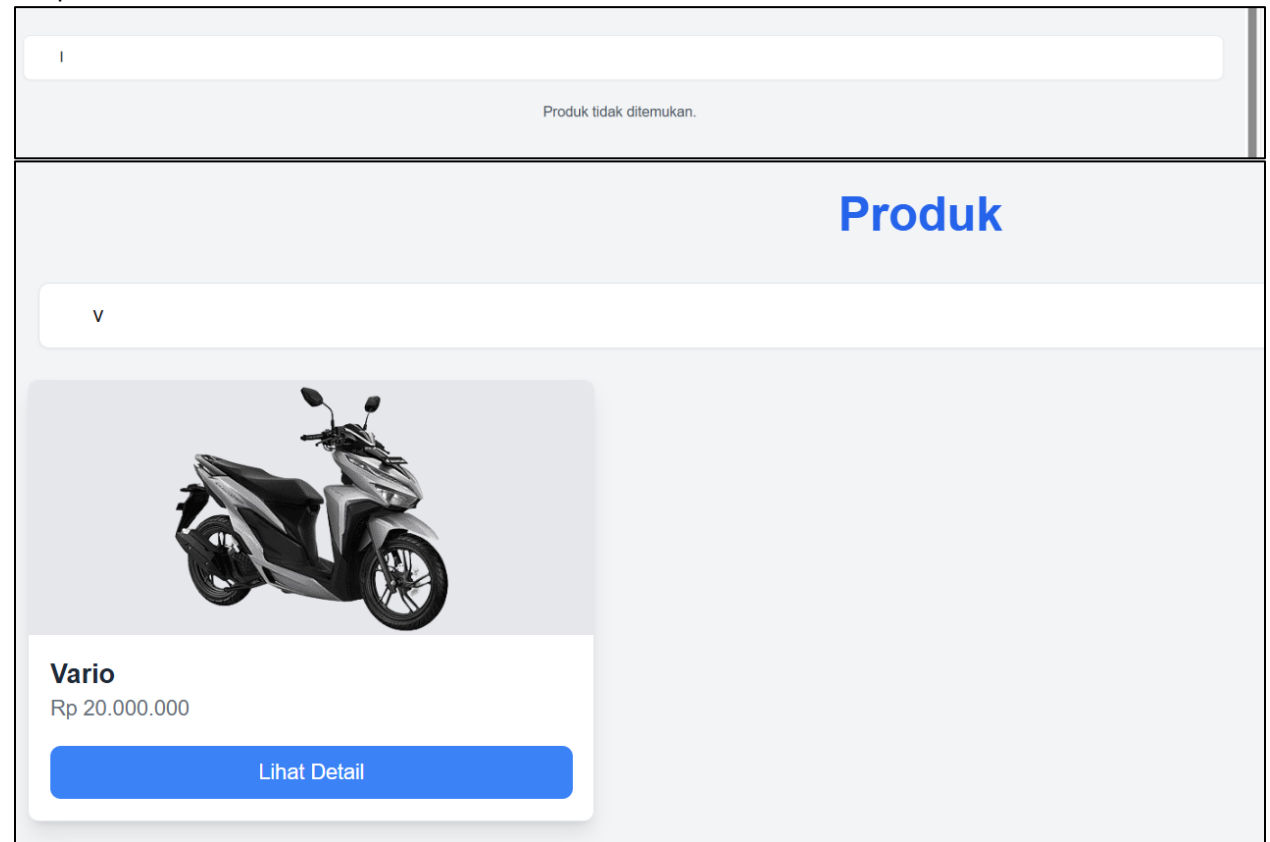 l
Produk tidak ditemukan.
Produk
v
Vario
Rp 20.000.000
Lihat Detail